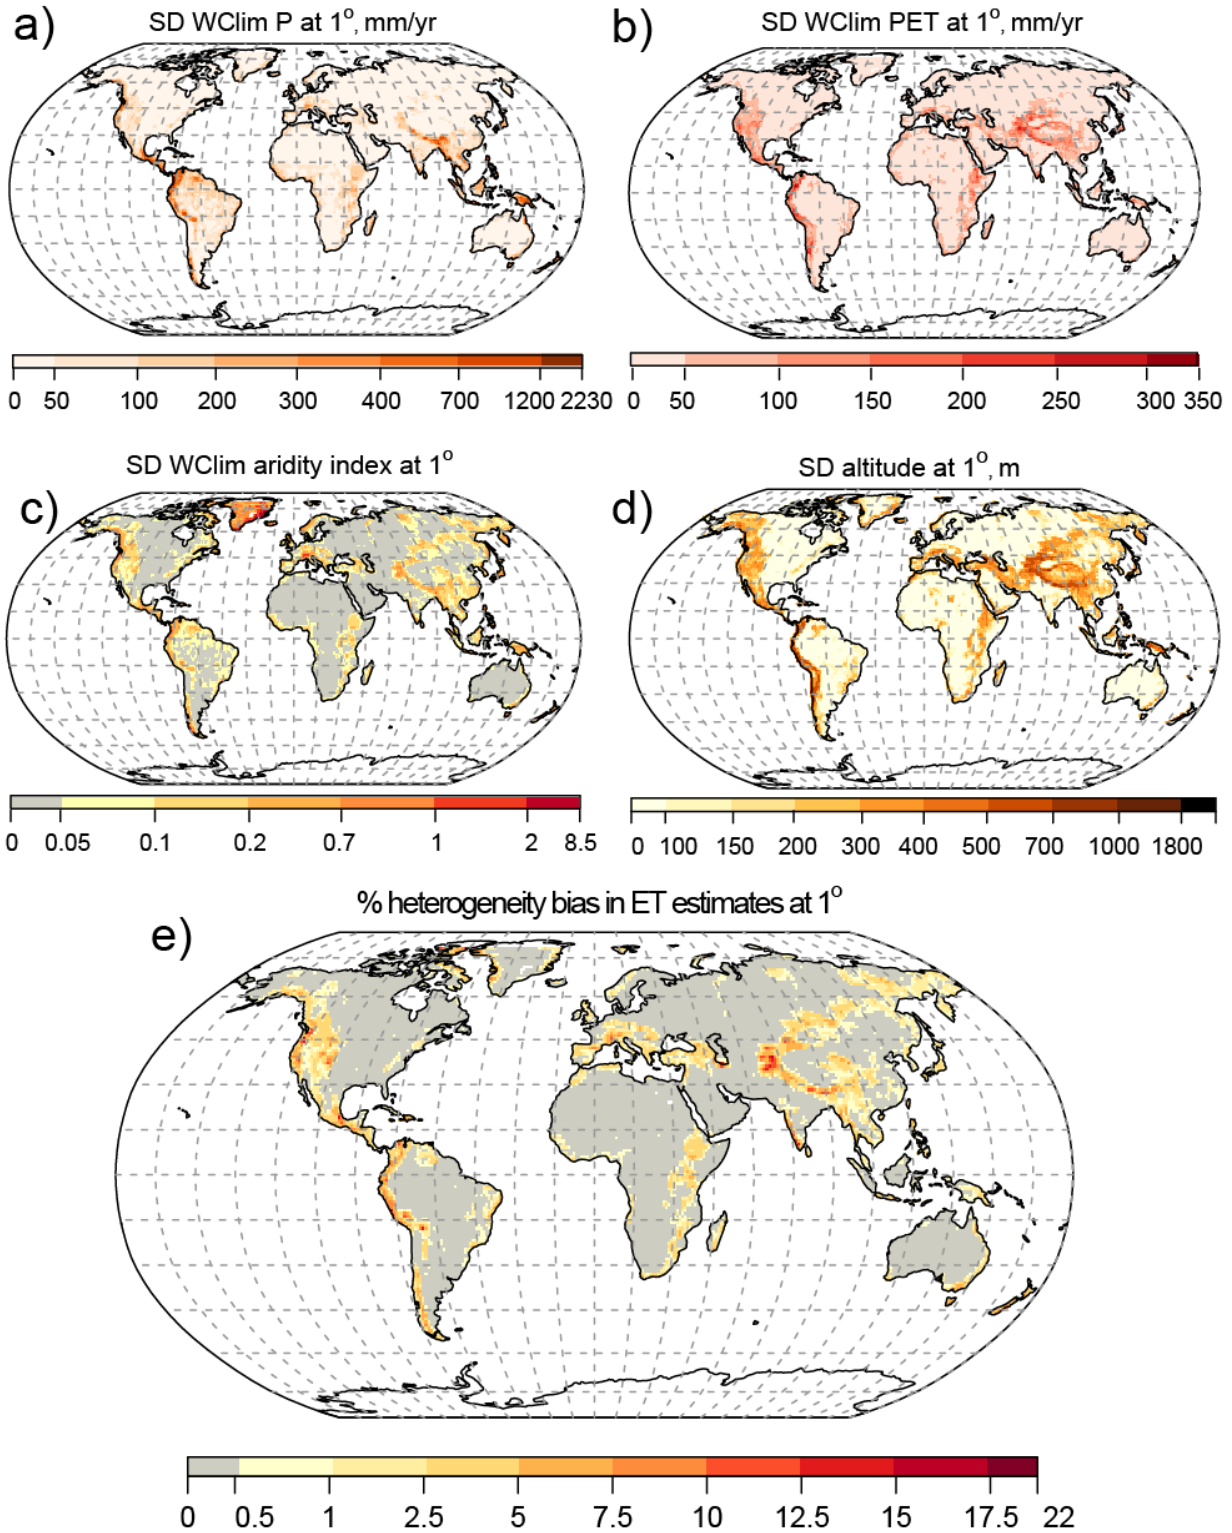 a)
SD WClim P at 1°, mm/yr
0 50 100 200 300 400 700 1200 2230
b)
SD WClim PET at 1°, mm/yr
0 50 100 150 200 250 300 350
c)
SD WClim aridity index at 1°
0 0.05 0.1 0.2 0.7 1 2 8.5
d)
SD altitude at 1°, m
0 100 150 200 300 400 500 700 1000 1800
e)
% heterogeneity bias in ET estimates at 1°
0 0.5 1 2.5 5 7.5 10 12.5 15 17.5 22